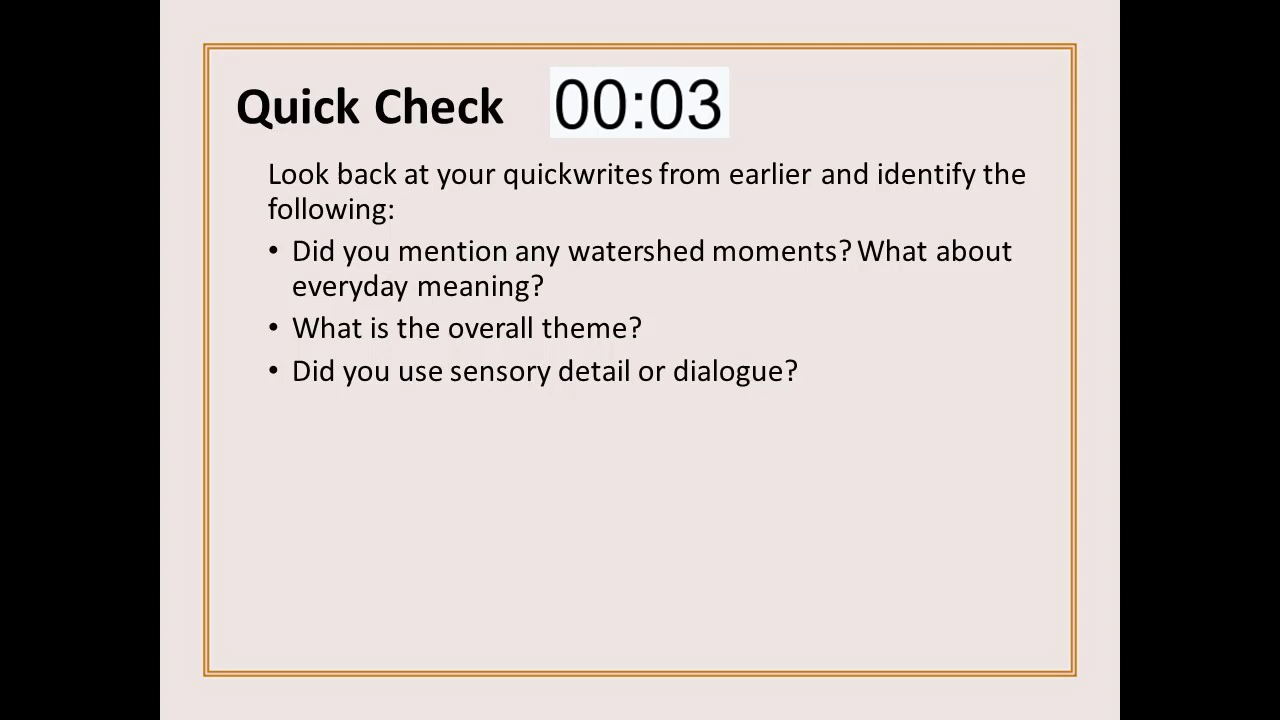 Quick Check 00:03
Look back at your quickwrites from earlier and identify the
following:
• Did you mention any watershed moments? What about
everyday meaning?
• What is the overall theme?
• Did you use sensory detail or dialogue?